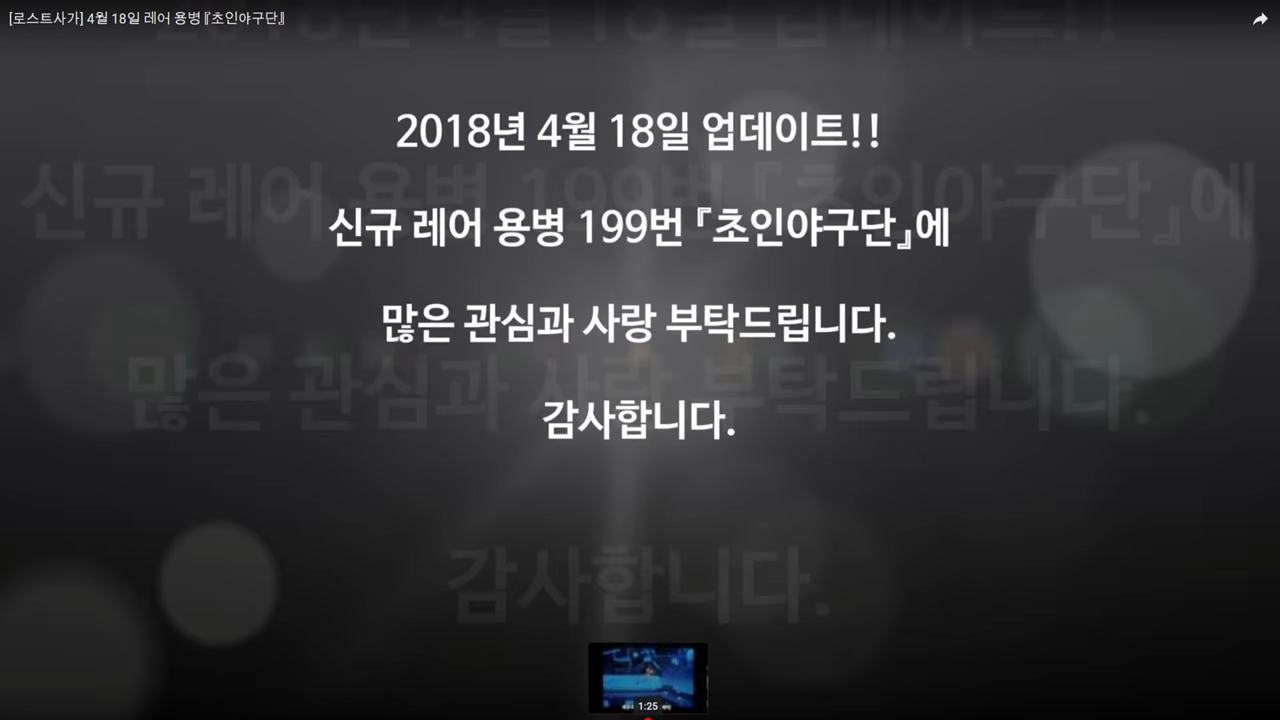 [로스트사가] 4월 18일 레어 용병『초인야구단』
2018년 4월 18일 업데이트!!
신규 레어 용병 199번『초인야구단』에
많은 관심과 사랑 부탁드립니다.
감사합니다.
1:25